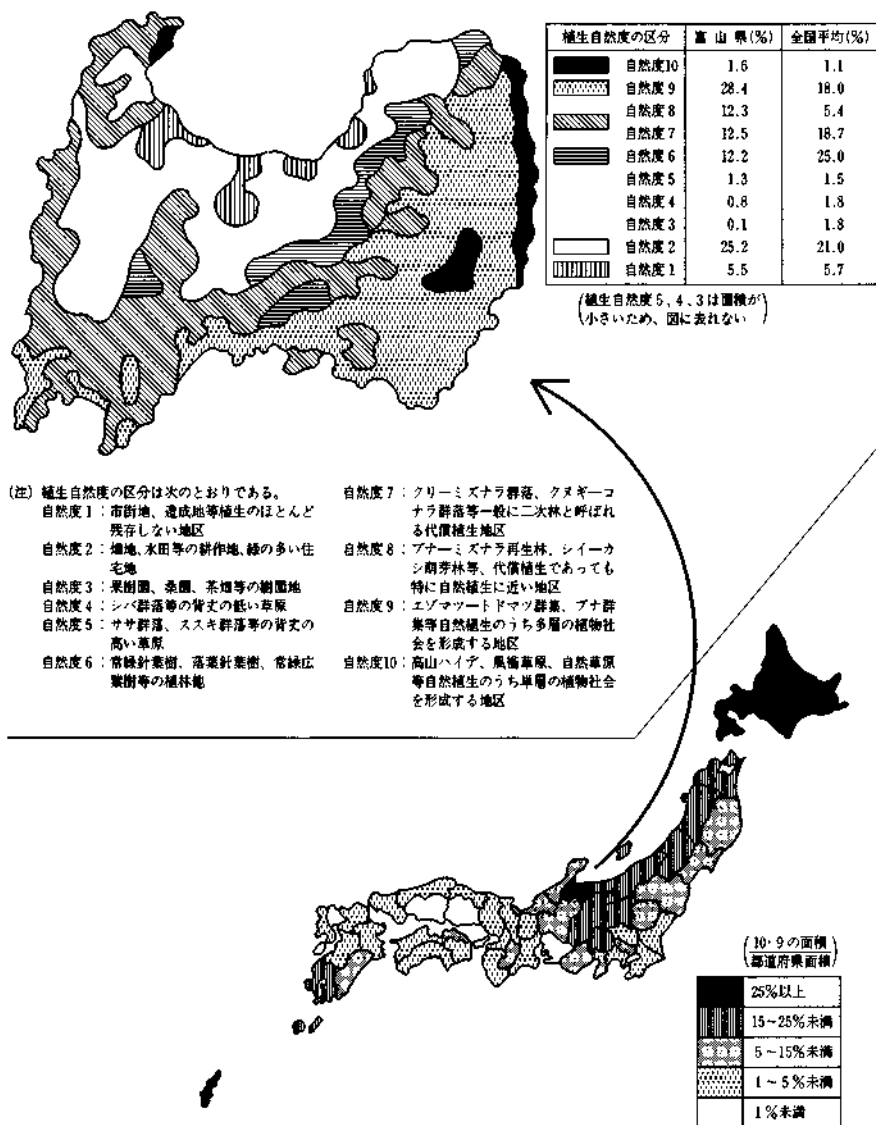 植生自然度の区分 富山県(%) 全国平均(%)
自然度10 1.6 1.1
自然度9 28.4 18.0
自然度8 12.3 5.4
自然度7 12.5 18.7
自然度6 12.2 25.0
自然度5 1.3 1.5
自然度4 0.8 1.8
自然度3 0.1 1.8
自然度2 25.2 21.0
自然度1 5.5 5.7
(植生自然度5、4、3は面積が
小さいため、図に表れない)
(注) 植生自然度の区分は次のとおりである。
自然度1:市街地、造成地等植生のほとんど
残存しない地区
自然度2:畑地、水田等の耕作地、緑の多い住
宅地
自然度3:果樹園、桑園、茶畑等の樹園地
自然度4:シバ群落等の背丈の低い草原
自然度5:ササ群落、ススキ群落等の背丈の
高い草原
自然度6:常緑針葉樹、落葉針葉樹、常緑広
葉樹等の植林地
自然度7:クリーミズナラ群落、クヌギーコ
ナラ群落等一般に二次林と呼ばれ
る代償植生地区
自然度8:ブナーミズナラ再生林、シイーカ
シ萌芽林等、代償植生であっても
特に自然植生に近い地区
自然度9:エゾマツートドマツ群集、ブナ群
集等自然植生のうち多層の植物社
会を形成する地区
自然度10:高山ハイデ、風衝草原、自然草原
等自然植生のうち単層の植物社会
を形成する地区
(10・9の面積
都道府県面積)
25%以上
15~25%未満
5~15%未満
1~5%未満
1%未満